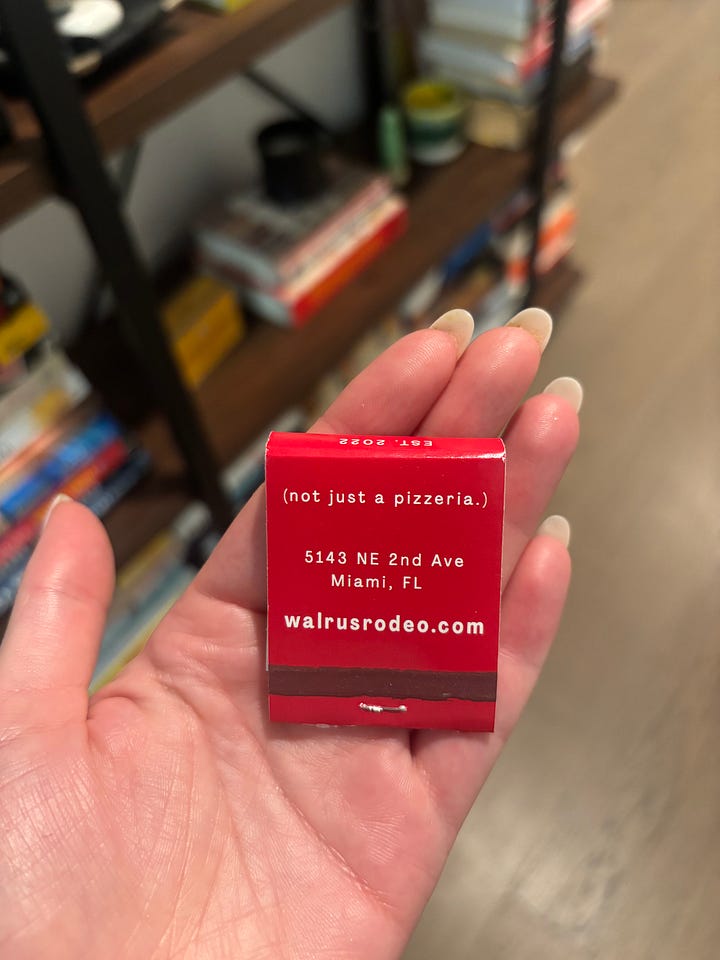 EST. 2022
(not just a pizzeria.)
5143 NE 2nd Ave
Miami, FL
walrusrodeo.com